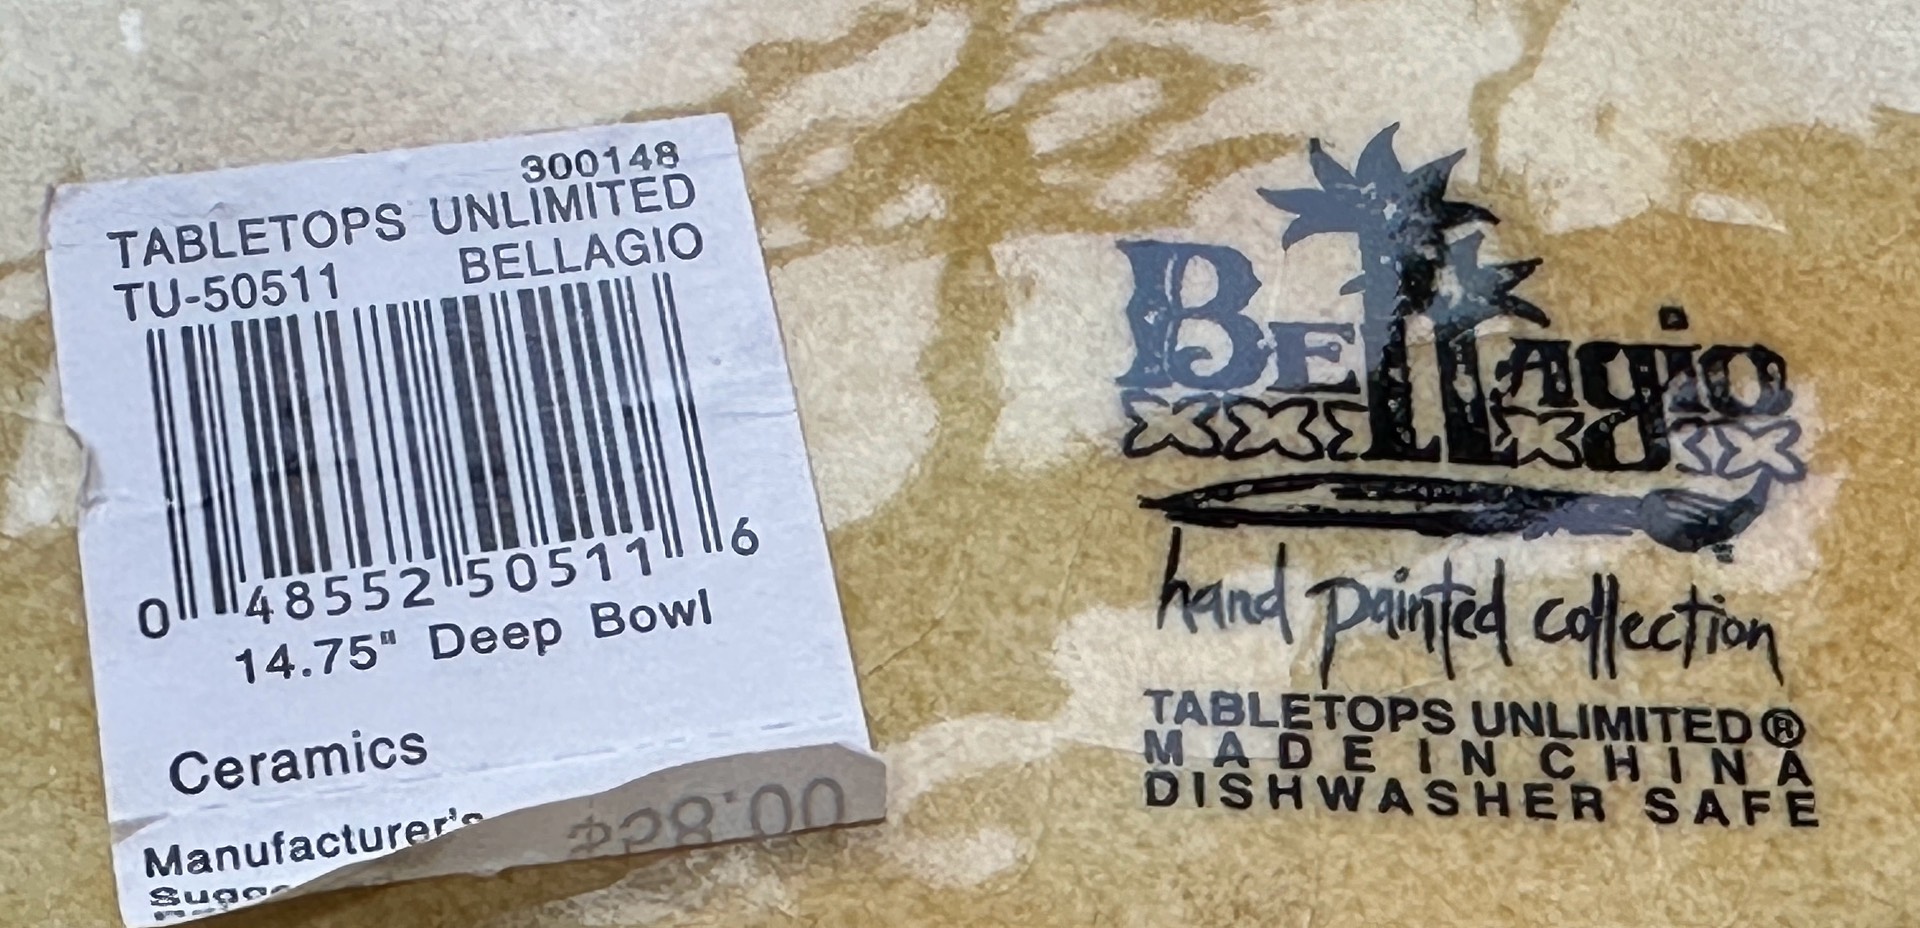 300148
TABLETOPS UNLIMITED
TU-50511 BELLAGIO
0 48552 50511 6
14.75" Deep Bowl
Ceramics
Manufacturer's
$28.00
Bellagio
hand painted collection
TABLETOPS UNLIMITED®
MADE IN CHINA
DISHWASHER SAFE